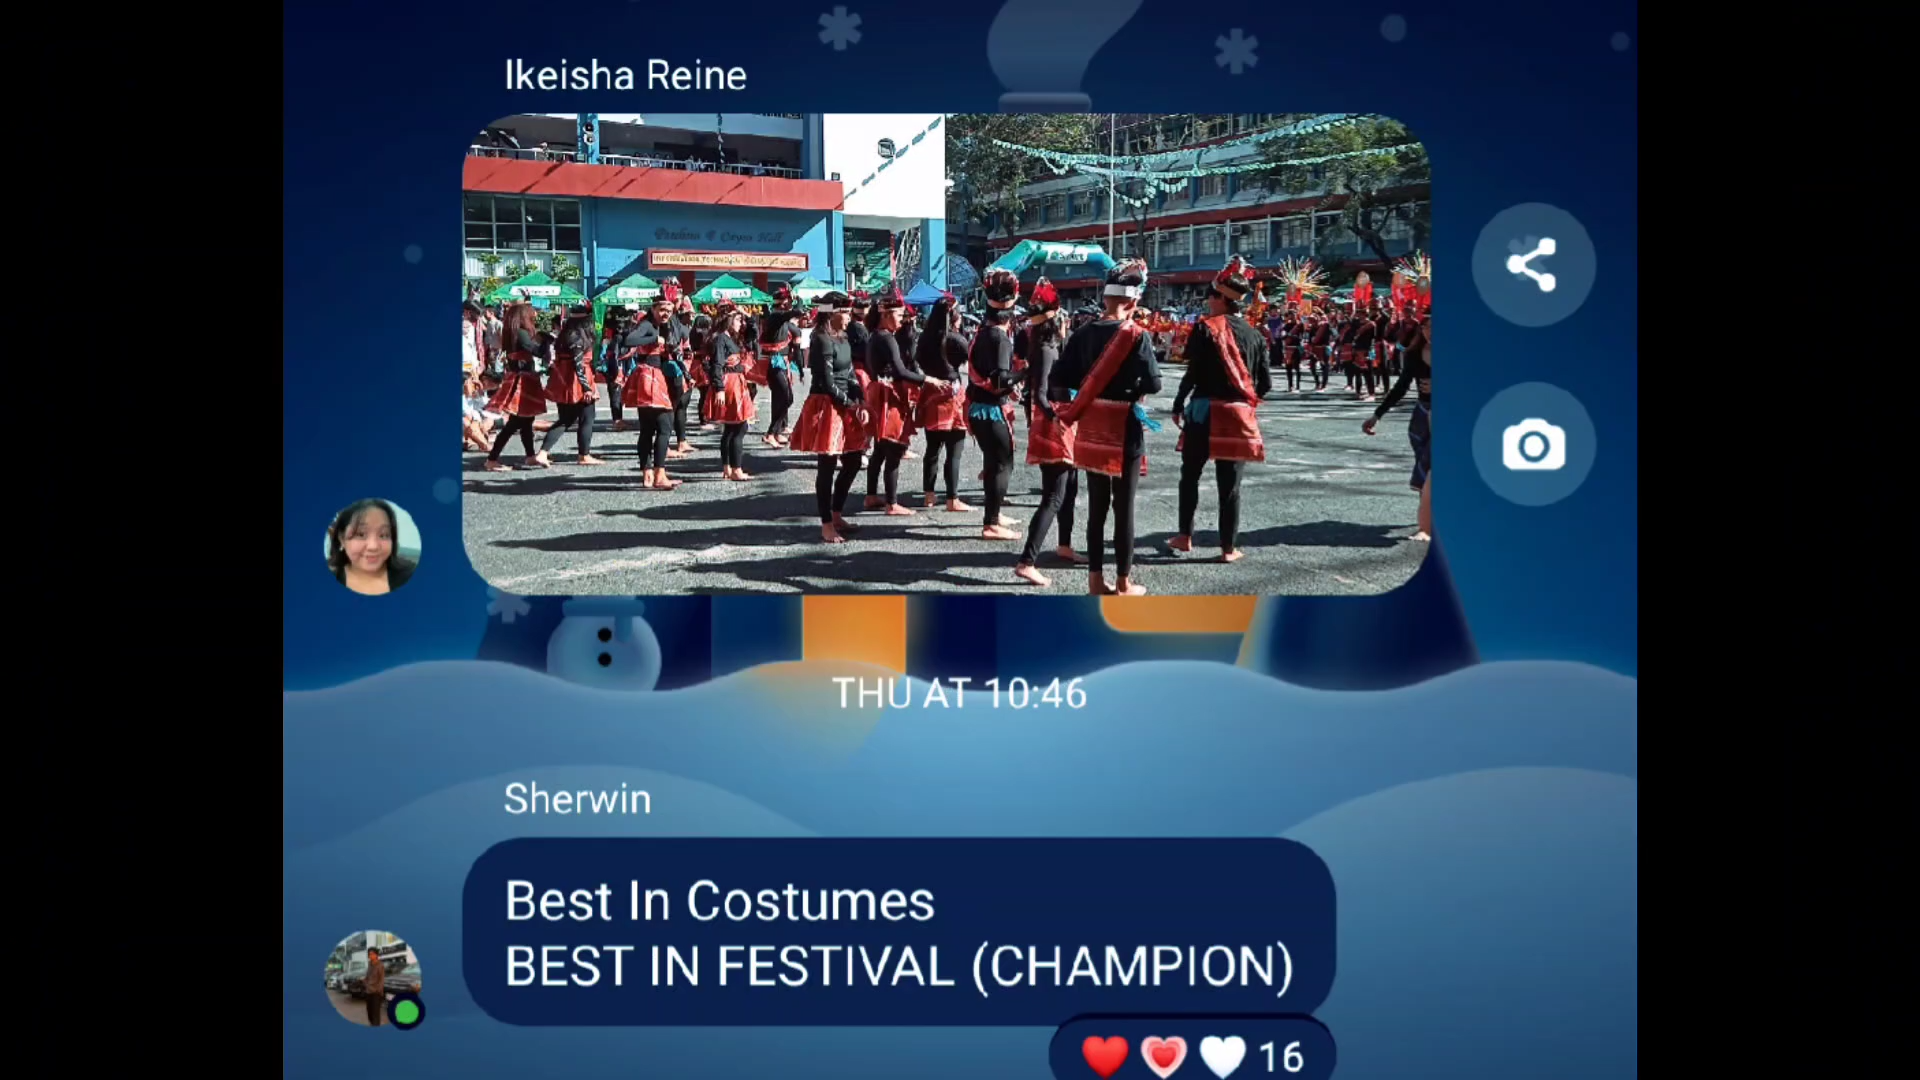 Ikeisha Reine
THU AT 10:46
Sherwin
Best In Costumes
BEST IN FESTIVAL (CHAMPION)
16